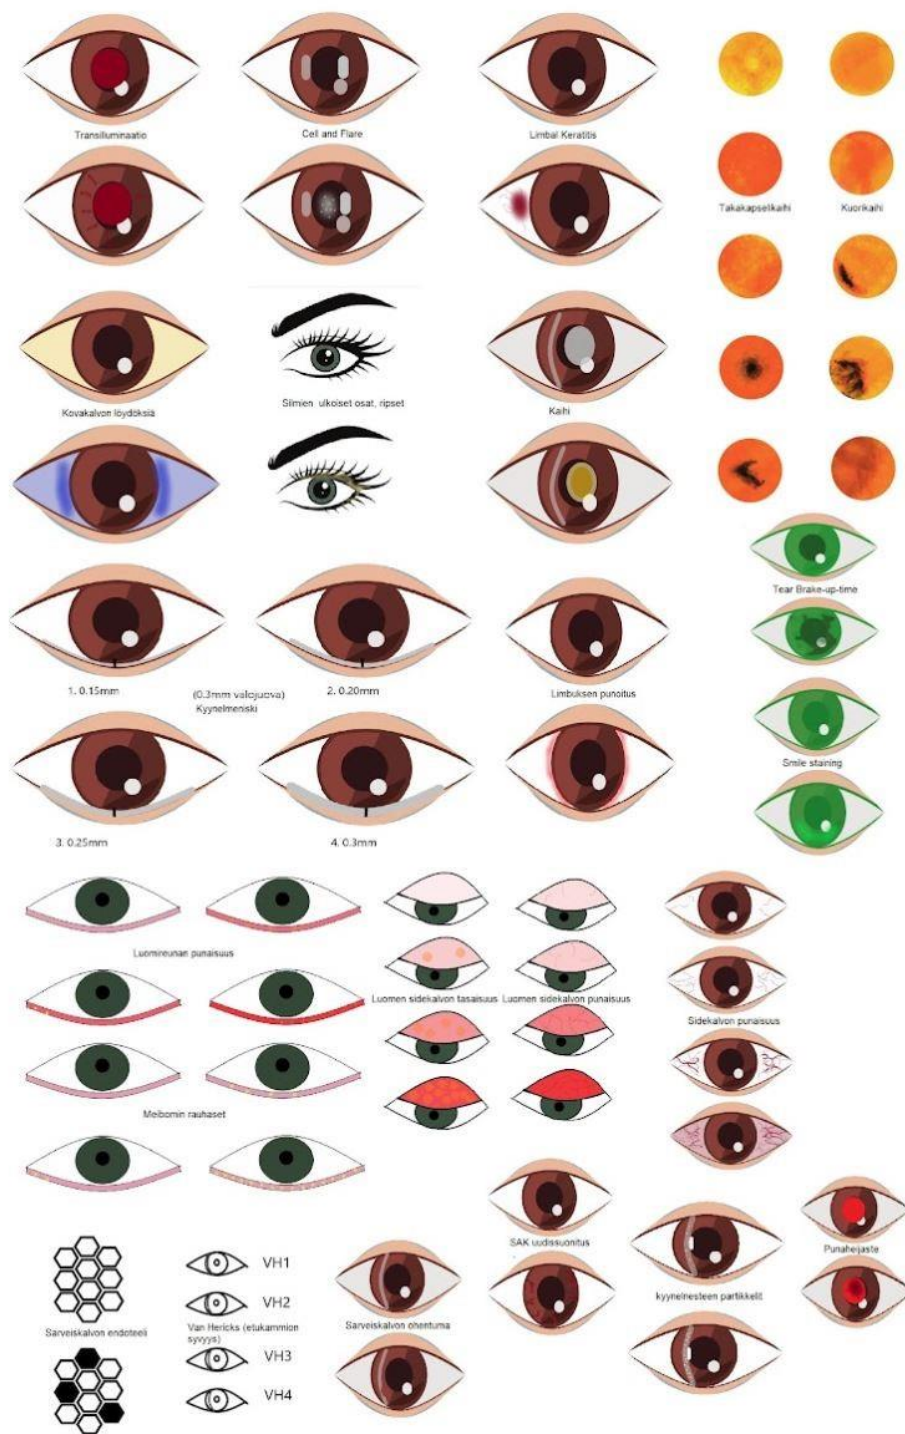 Transilluminaatio
Cell and Flare
Limbal Keratitis
Takakapselikaihi
Kuorikaihi
Kovakalvon löydöksiä
Silmien ulkoiset osat, ripset
Kaihi
Tear Brake-up-time
1. 0.15mm
(0.3mm valojuova)
Kyynelmeniski
2. 0.20mm
Limbuksen punoitus
Smile staining
3. 0.25mm
4. 0.3mm
Luomireunan punaisuus
Luomen sidekalvon tasaisuus
Luomen sidekalvon punaisuus
Sidekalvon punaisuus
Meibomin rauhaset
SAK uudissuonitus
Punaheijaste
VH1
VH2
kyynelnesteen partikkelit
Sarveiskalvon endoteeli
Van Hericks (etukammion
syvyys)
Sarveiskalvon ohentuma
VH3
VH4